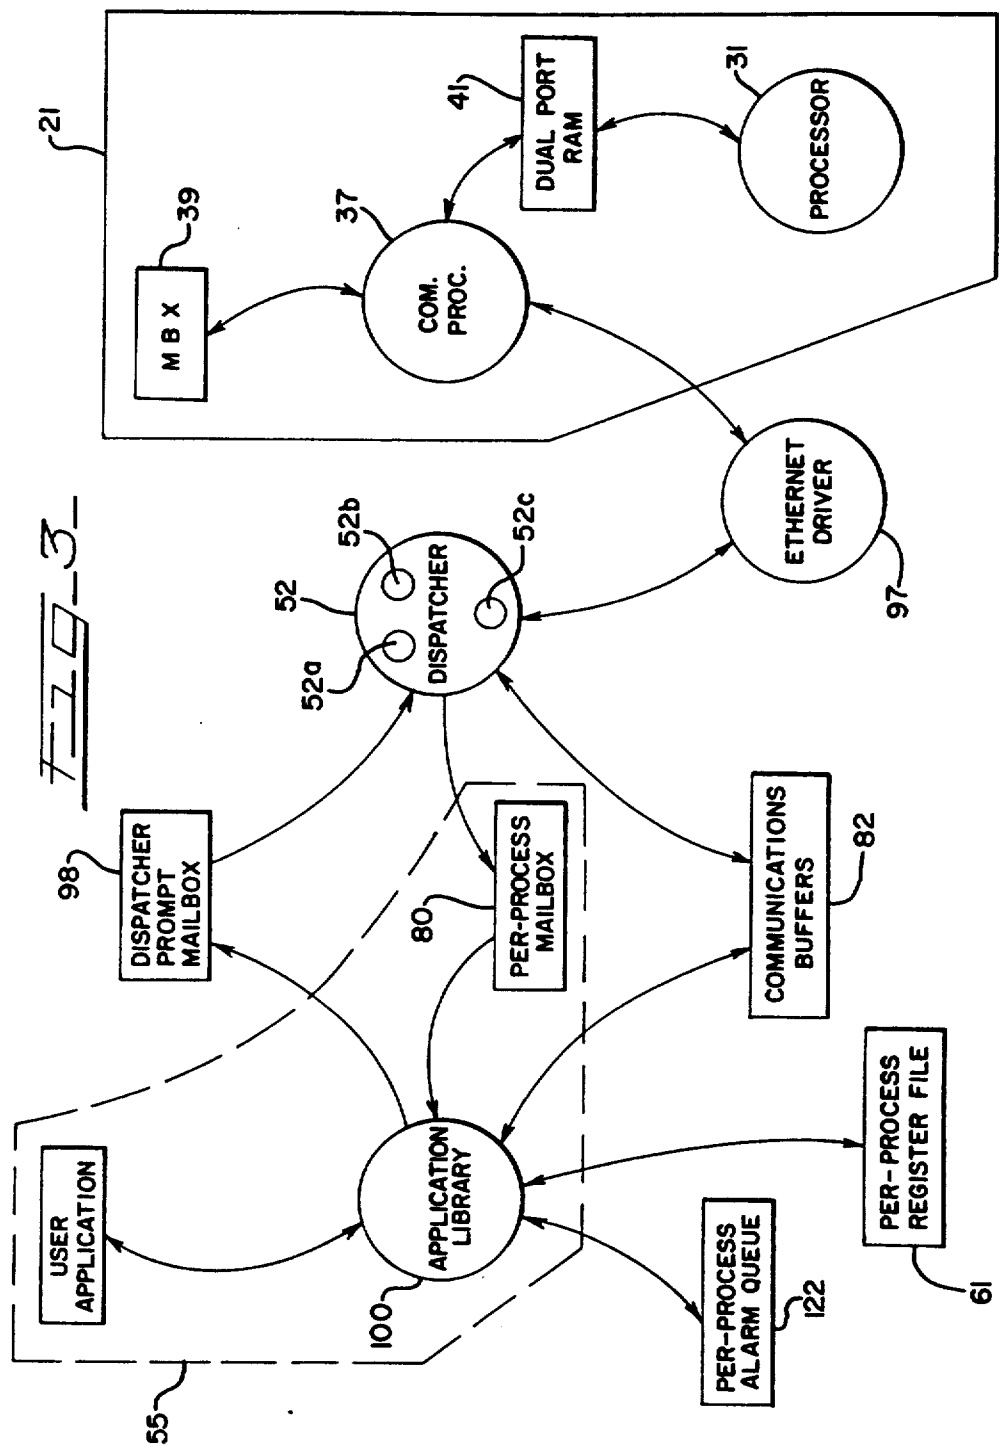 FIG_3_
21
MBX
39
37
COM.
PROC.
41
DUAL PORT
RAM
31
PROCESSOR
52
52a
52b
52c
DISPATCHER
ETHERNET
DRIVER
97
98
DISPATCHER
PROMPT
MAILBOX
80
PER-PROCESS
MAILBOX
COMMUNICATIONS
BUFFERS
82
55
USER
APPLICATION
APPLICATION
LIBRARY
100
PER-PROCESS
ALARM QUEUE
122
PER-PROCESS
REGISTER FILE
61